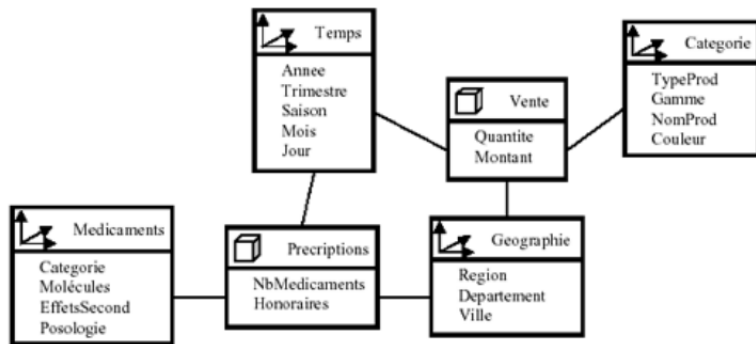 Temps
Annee
Trimestre
Saison
Mois
Jour
Vente
Quantite
Montant
Categorie
TypeProd
Gamme
NomProd
Couleur
Medicaments
Categorie
Molécules
EffetsSecond
Posologie
Precriptions
NbMedicaments
Honoraires
Geographie
Region
Departement
Ville